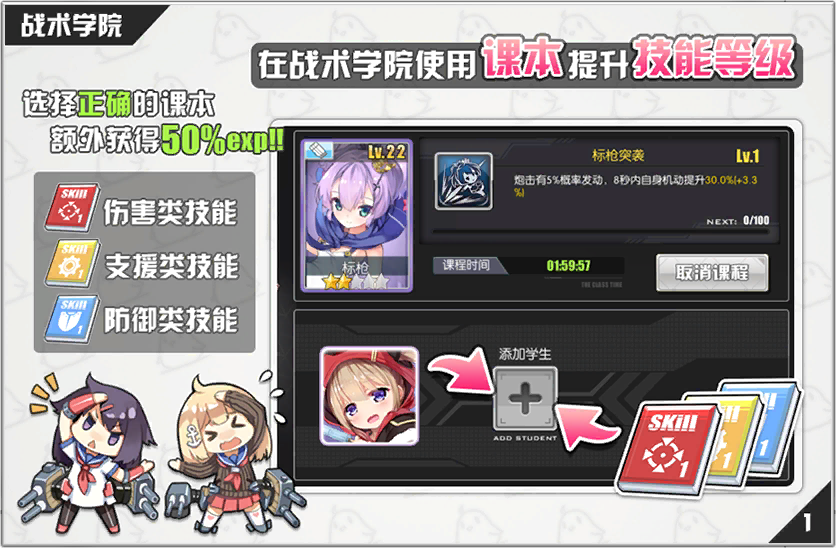 战术学院
在战术学院使用课本提升技能等级
选择正确的课本
额外获得50%exp!!
SKill
1
伤害类技能
SKill
1
支援类技能
SKill
1
防御类技能
Lv.22
标枪
标枪突袭
Lv.1
炮击有5%概率发动，8秒内自身机动提升30.0%(+3.3
%)
NEXT: 0/100
课程时间
01:59:57
THE CLASS TIME
取消课程
添加学生
ADD STUDENT
SKill
1
1
1
1